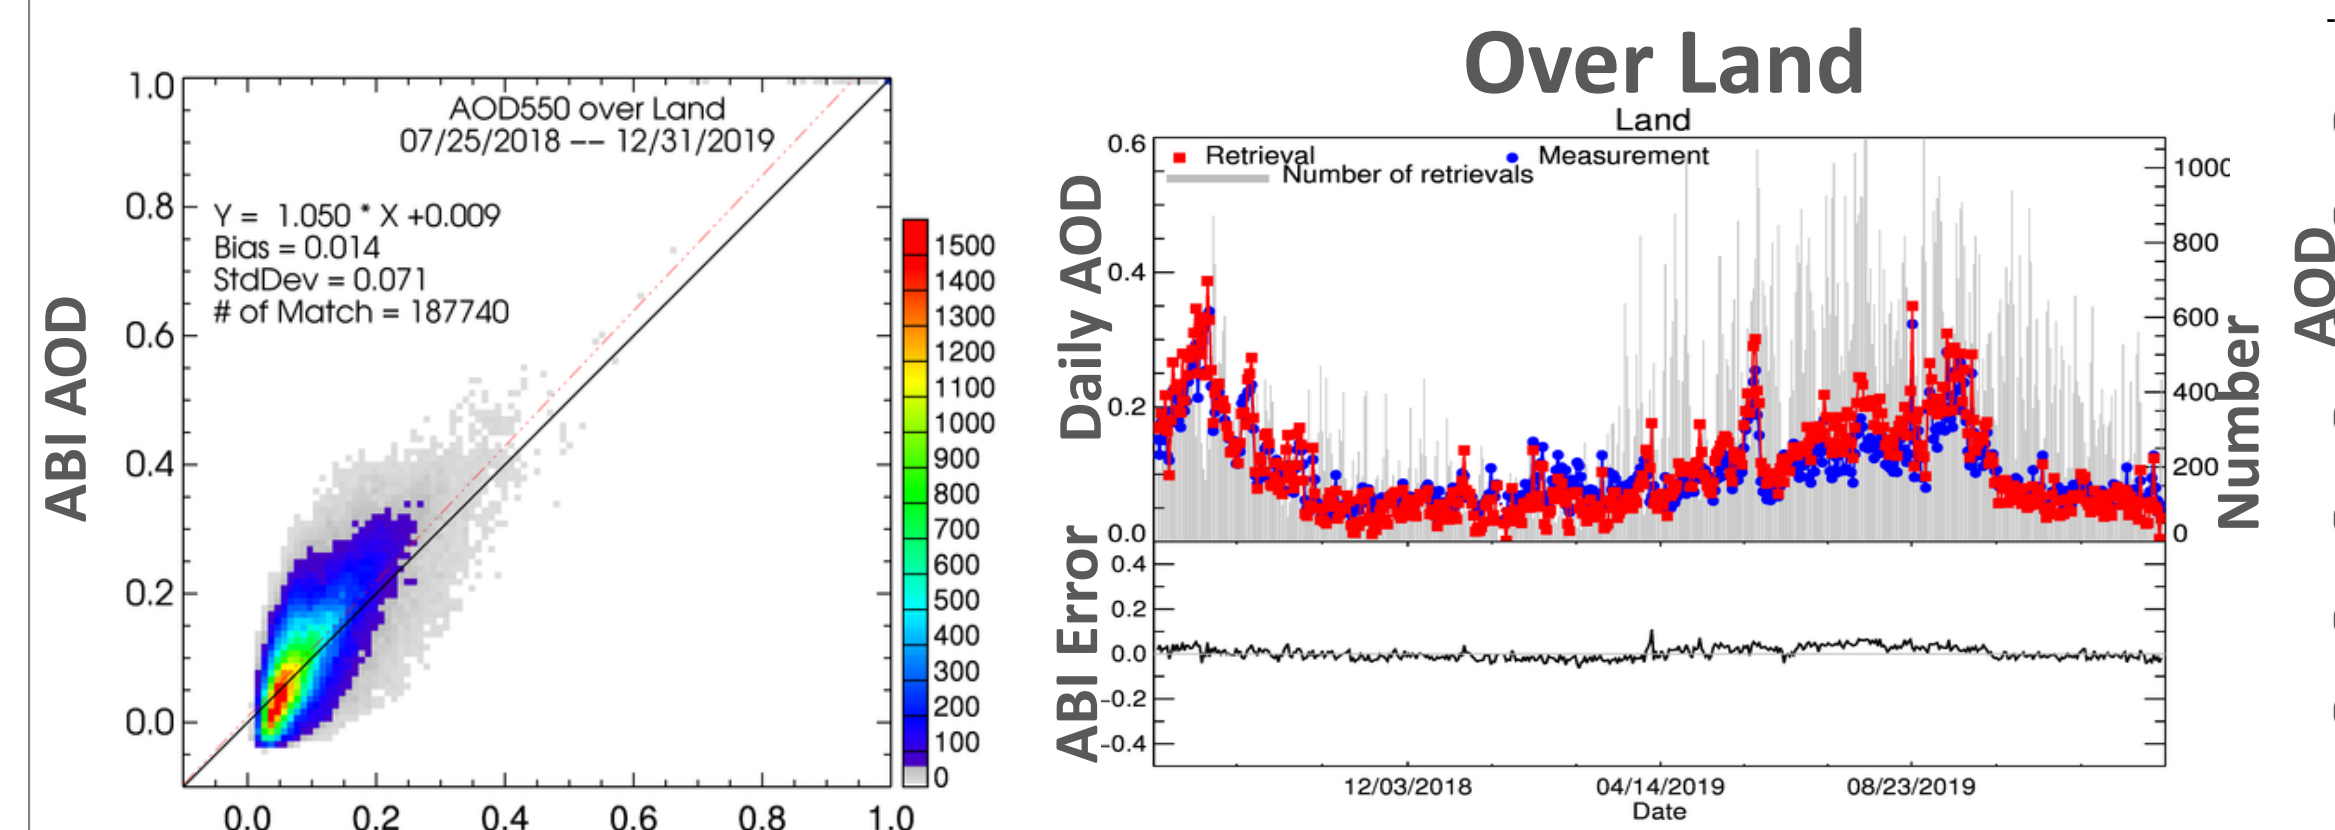 1.0
AOD550 over Land
07/25/2018 -- 12/31/2019
0.8
Y = 1.050 * X +0.009
Bias = 0.014
StdDev = 0.071
# of Match = 187740
0.6
0.4
0.2
0.0
ABI AOD
0.0 0.2 0.4 0.6 0.8 1.0
1500
1400
1300
1200
1100
1000
900
800
700
600
500
400
300
200
100
0
Over Land
Land
Retrieval Measurement
Number of retrievals
Daily AOD
0.6
0.4
0.2
0.0
800
600
400
200
0
Number
ABI Error
0.4
0.2
0.0
-0.2
-0.4
12/03/2018 04/14/2019 08/23/2019
Date
AOD